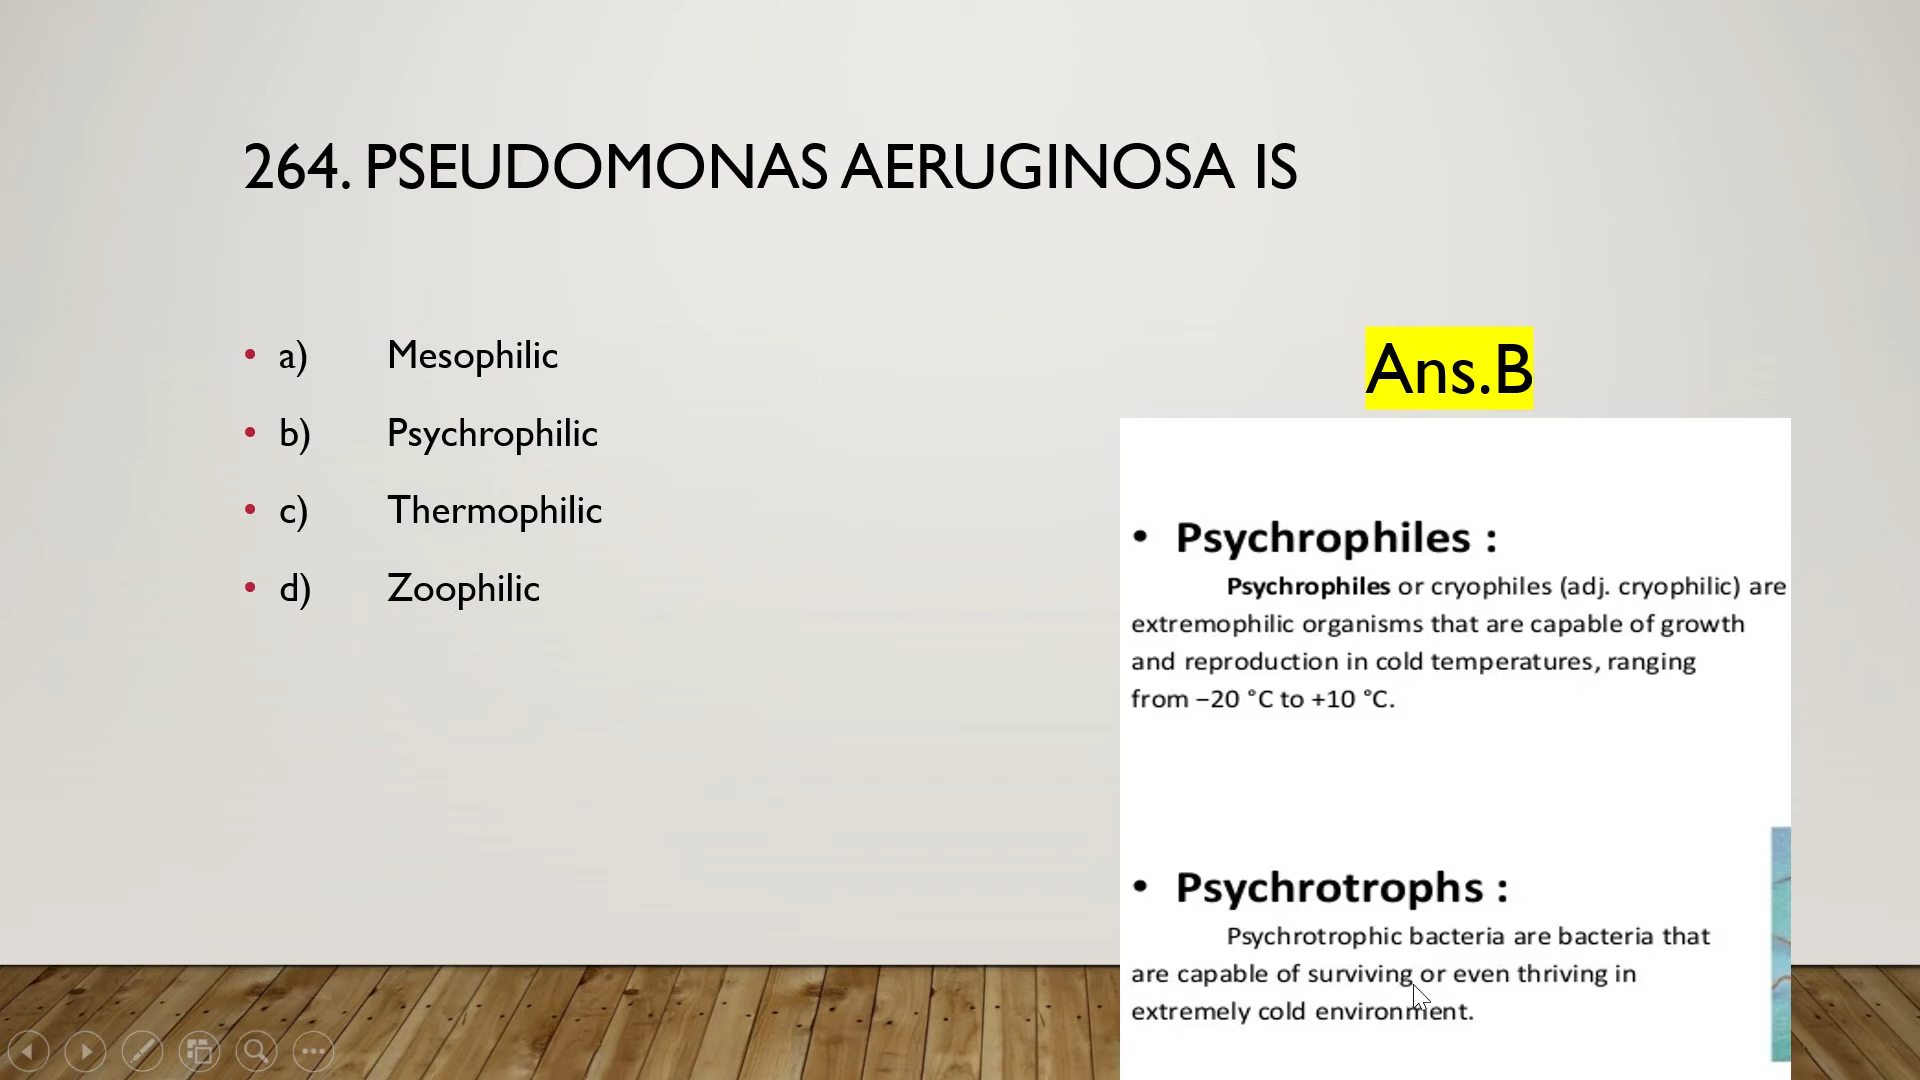 264. PSEUDOMONAS AERUGINOSA IS
• a) Mesophilic
• b) Psychrophilic
• c) Thermophilic
• d) Zoophilic
Ans.B
• Psychrophiles :
Psychrophiles or cryophiles (adj. cryophilic) are
extremophilic organisms that are capable of growth
and reproduction in cold temperatures, ranging
from −20 °C to +10 °C.
• Psychrotrophs :
Psychrotrophic bacteria are bacteria that
are capable of surviving or even thriving in
extremely cold environment.